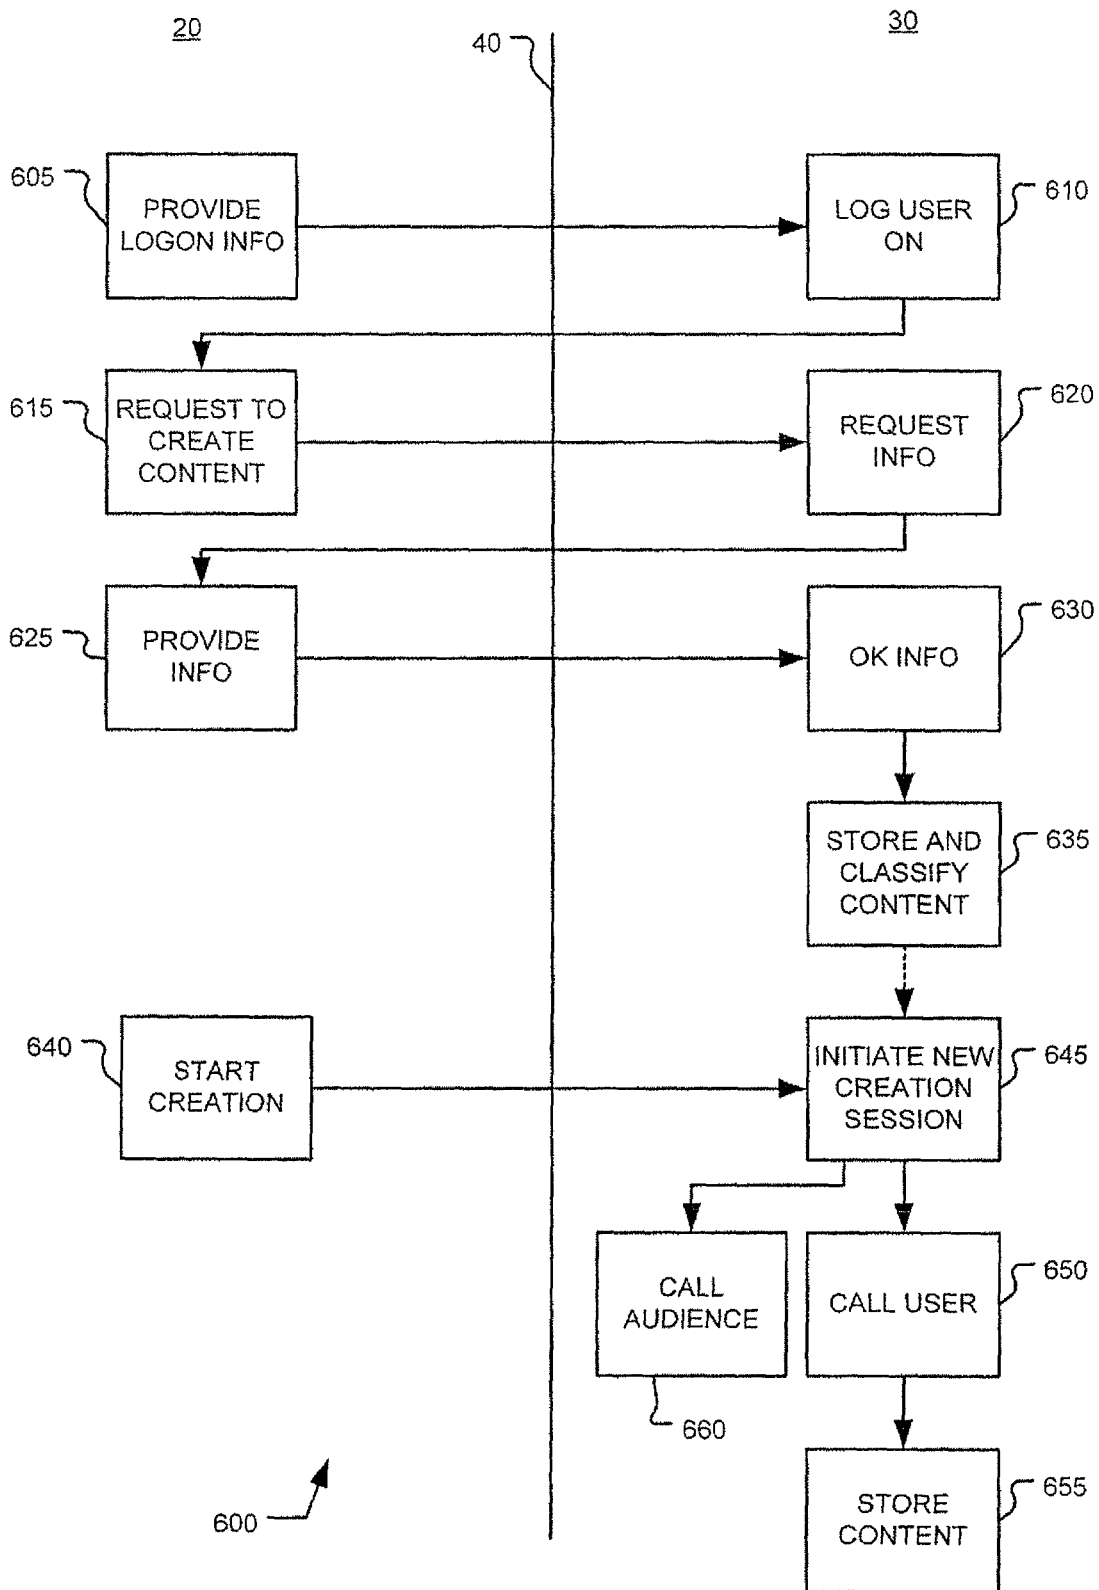 20
40
30
605
PROVIDE
LOGON INFO
LOG USER
ON
610
615
REQUEST TO
CREATE
CONTENT
REQUEST
INFO
620
625
PROVIDE
INFO
OK INFO
630
STORE AND
CLASSIFY
CONTENT
635
640
START
CREATION
INITIATE NEW
CREATION
SESSION
645
CALL
AUDIENCE
660
CALL USER
650
STORE
CONTENT
655
600